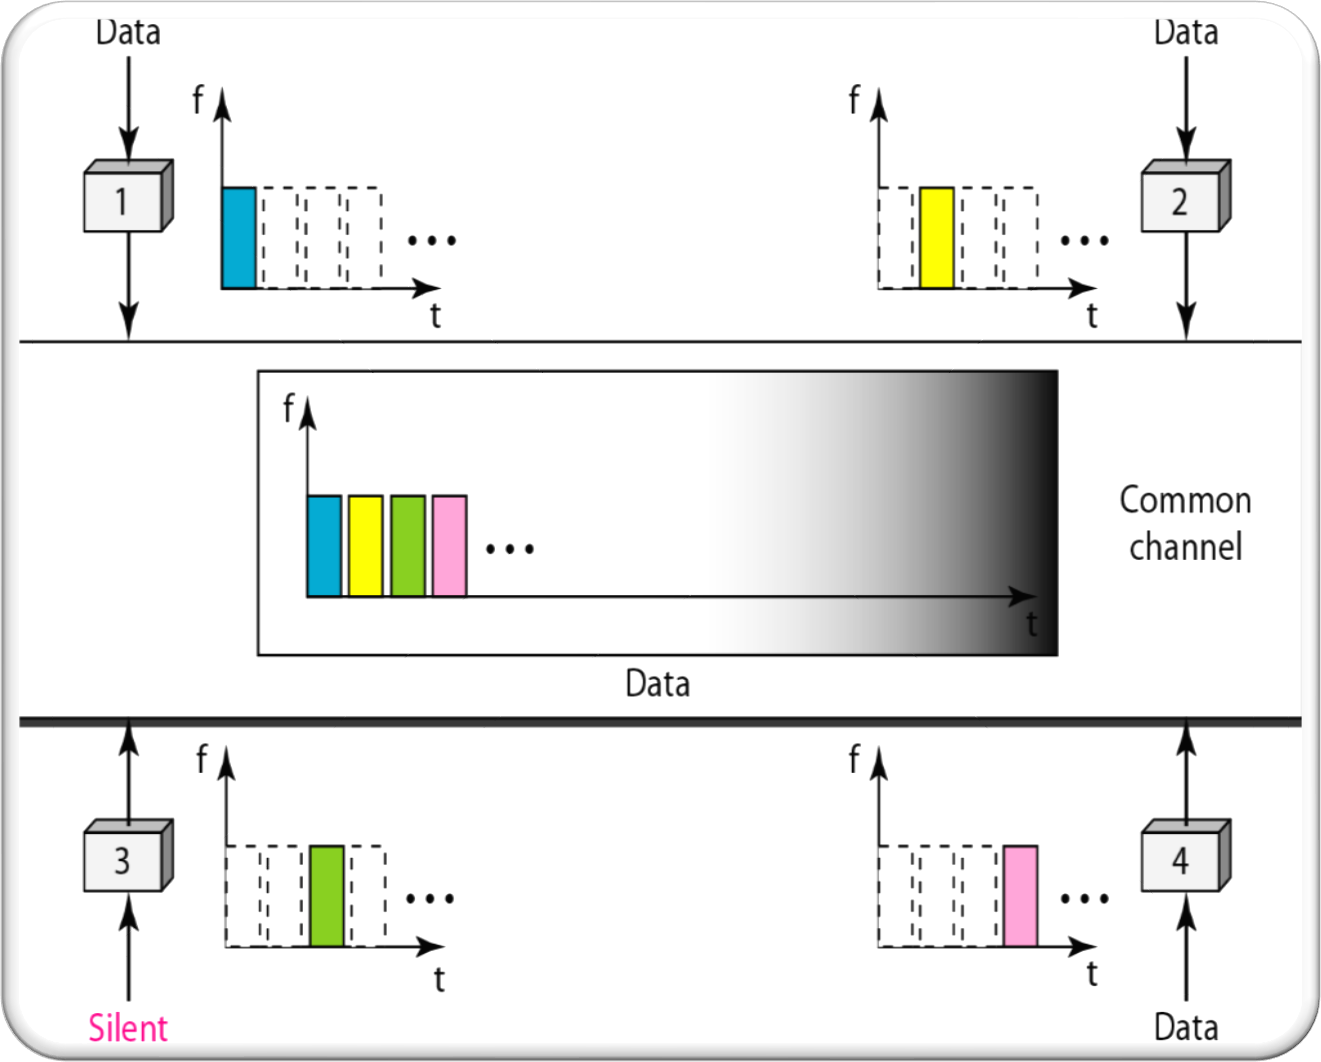 Data
Data
f
f
1
2
•••
•••
t
t
f
•••
Common
channel
t
Data
f
f
3
4
•••
•••
t
t
Silent
Data